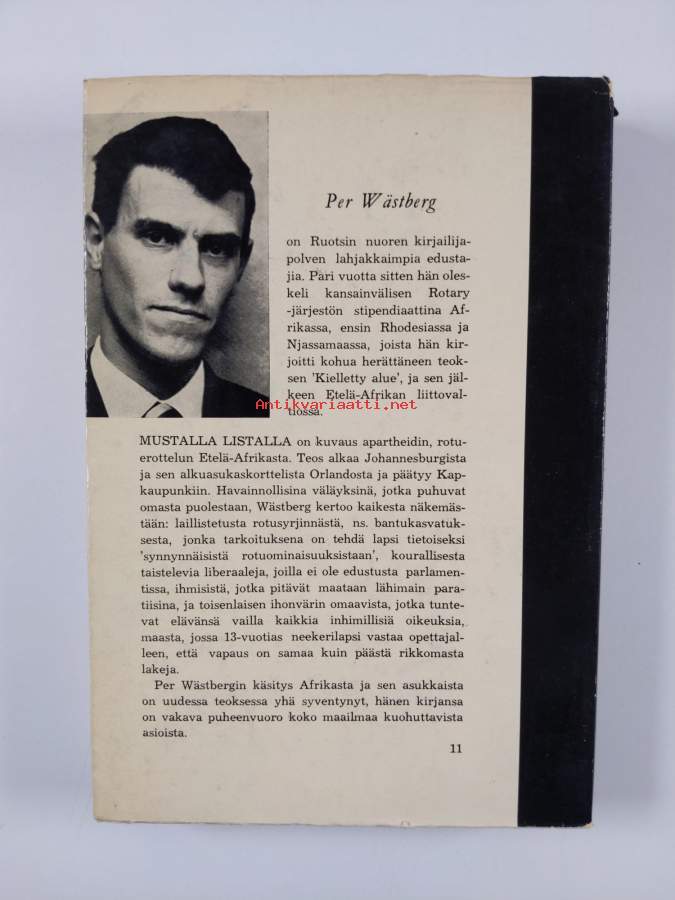 Per Wästberg
on Ruotsin nuoren kirjailija-
polven lahjakkaimpia edusta-
jia. Pari vuotta sitten hän oles-
keli kansainvälisen Rotary
-järjestön stipendiaattina Af-
rikassa, ensin Rhodesiassa ja
Njassamaassa, joista hän kir-
joitti kohua herättäneen teok-
sen 'Kielletty alue', ja sen jäl-
keen Etelä-Afrikan liittoval-
tiossa.
Antikvariaatti.net
MUSTALLA LISTALLA on kuvaus apartheidin, rotu-
erottelun Etelä-Afrikasta. Teos alkaa Johannesburgista
ja sen alkuasukaskorttelista Orlandosta ja päätyy Kap-
kaupunkiin. Havainnollisina väläyksinä, jotka puhuvat
omasta puolestaan, Wästberg kertoo kaikesta näkemäs-
tään: laillistetusta rotusyrjinnästä, ns. bantukasvatuk-
sesta, jonka tarkoituksena on tehdä lapsi tietoiseksi
'synnynnäisistä rotuominaisuuksistaan', kourallisesta
taistelevia liberaaleja, joilla ei ole edustusta parlamen-
tissa, ihmisistä, jotka pitävät maataan lähimain para-
tiisina, ja toisenlaisen ihonvärin omaavista, jotka tunte-
vat elävänsä vailla kaikkia inhimillisiä oikeuksia,
maasta, jossa 13-vuotias neekerilapsi vastaa opettajal-
leen, että vapaus on samaa kuin päästä rikkomasta
lakeja.
Per Wästbergin käsitys Afrikasta ja sen asukkaista
on uudessa teoksessa yhä syventynyt, hänen kirjansa
on vakava puheenvuoro koko maailmaa kuohuttavista
asioista.
11